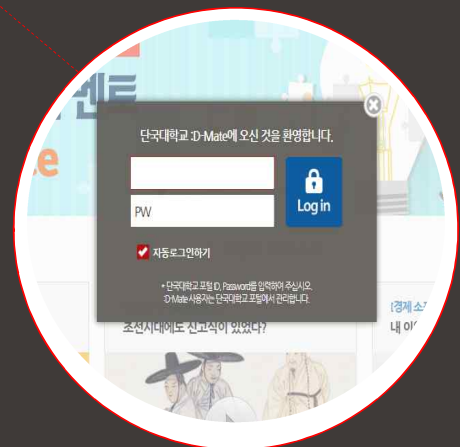 벤트
ce
단국대학교 :D-Mate에 오신 것을 환영합니다.
PW
Log in
자동로그인하기
* 단국대학교 포털 ID, Password를 입력하여 주십시오.
:D-Mate 사용자는 단국대학교 포털에서 관리합니다.
조선시대에도 신고식이 있었다?
[경제 소
내 이